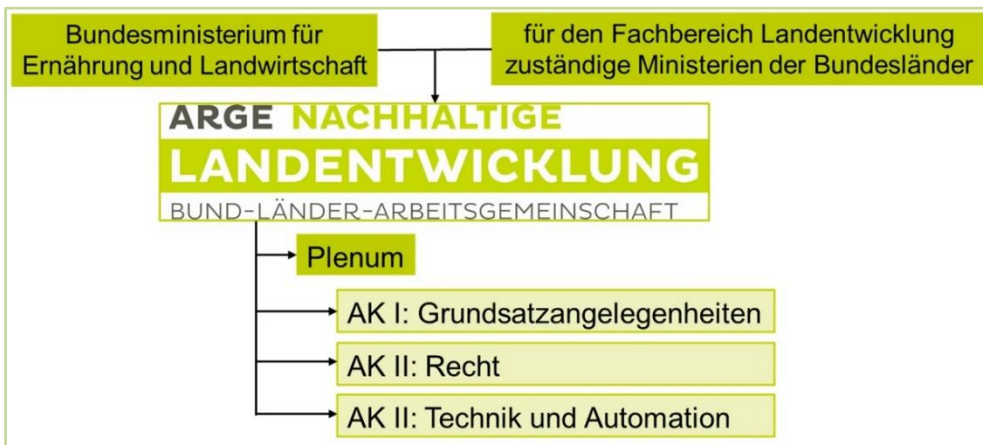 Bundesministerium für
Ernährung und Landwirtschaft
für den Fachbereich Landentwicklung
zuständige Ministerien der Bundesländer
ARGE NACHHALTIGE
LANDENTWICKLUNG
BUND-LÄNDER-ARBEITSGEMEINSCHAFT
Plenum
AK I: Grundsatzangelegenheiten
AK II: Recht
AK II: Technik und Automation